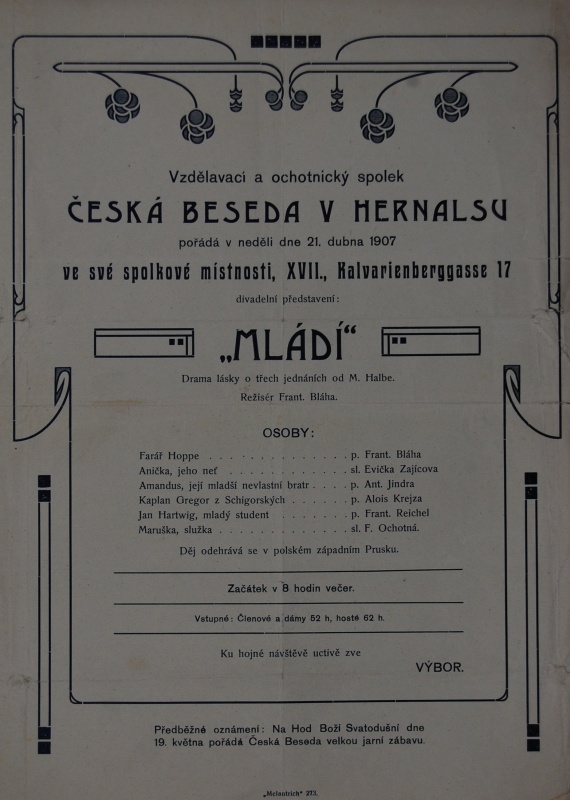 Vzdělavací a ochotnický spolek
ČESKÁ BESEDA V HERNALSU
pořádá v neděli dne 21. dubna 1907
ve své spolkové místnosti, XVII., Kalvarienberggasse 17
divadelní představení:
„MLÁDÍ“
Drama lásky o třech jednáních od M. Halbe.
Režisér Frant. Bláha.
OSOBY:
Farář Hoppe . . . . . . . . . . . . . p. Frant. Bláha
Anička, jeho neť . . . . . . . . . . . sl. Evička Zajícova
Amandus, její mladší nevlastní bratr . . . . p. Ant. Jindra
Kaplan Gregor z Schigorských . . . . . . p. Alois Krejza
Jan Hartwig, mladý student . . . . . . . p. Frant. Reichel
Maruška, služka . . . . . . . . . . . . sl. F. Ochotná.
Děj odehrává se v polském západním Prusku.
Začátek v 8 hodin večer.
Vstupné: Členové a dámy 52 h, hosté 62 h.
Ku hojné návštěvě uctivě zve
VÝBOR.
Předběžné oznámení: Na Hod Boží Svatodušní dne
19. května pořádá Česká Beseda velkou jarní zábavu.
„Melantrich“ 273.